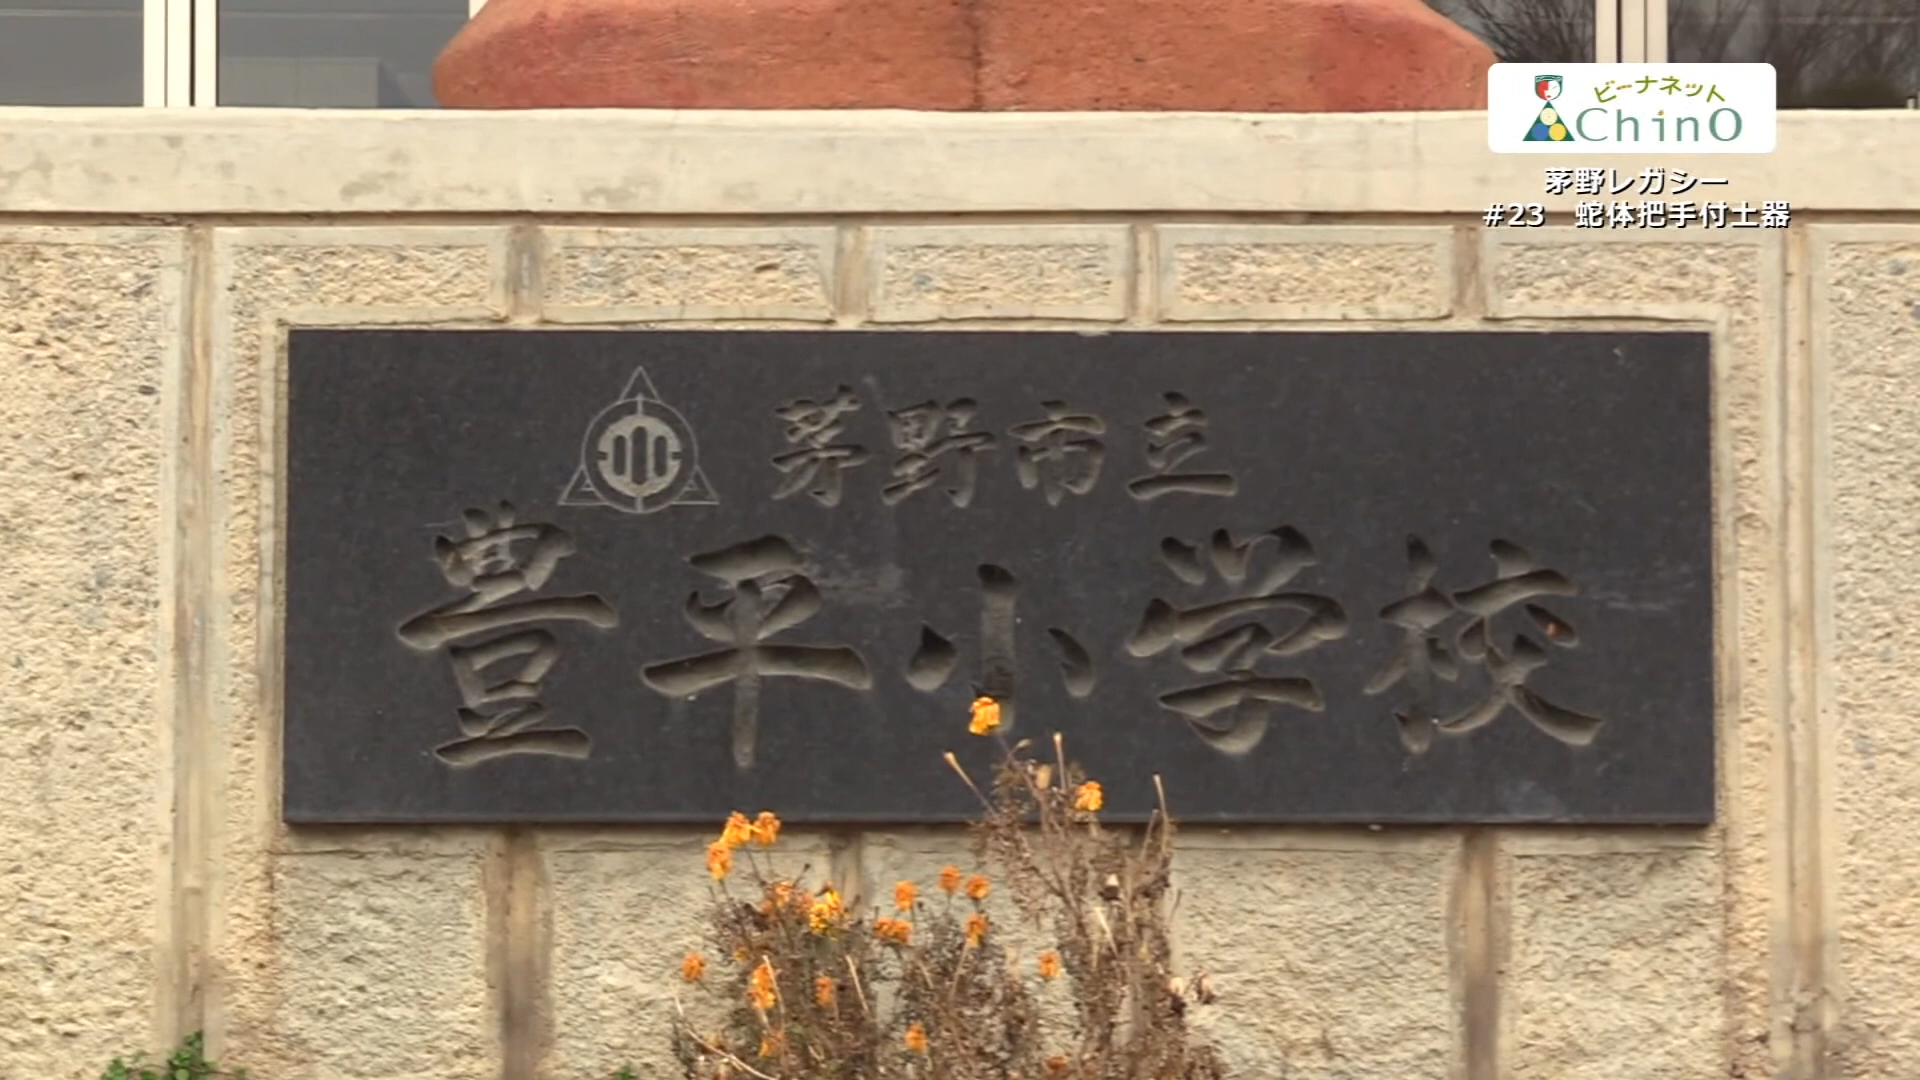 ビーナネット
ChinO
茅野レガシー
#23 蛇体把手付土器
茅野市立
豊平小学校